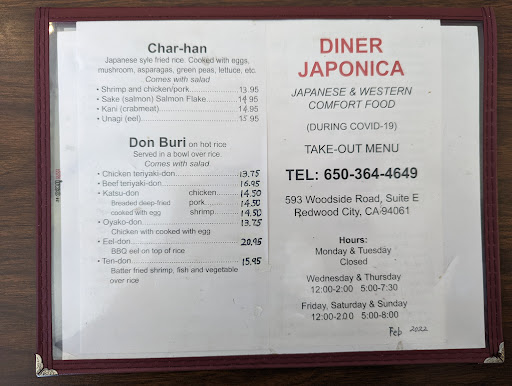 Char-han
Japanese syle fried rice. Cooked with eggs,
mushroom, asparagas, green peas, lettuce, etc.
Comes with salad
• Shrimp and chicken/pork 13.95
• Sake (salmon) Salmon Flake 14.95
• Kani (crabmeat) 14.95
• Unagi (eel) 15.95
Don Buri on hot rice
Served in a bowl over rice.
Comes with salad
• Chicken teriyaki-don 13.75
• Beef teriyaki-don 16.95
• Katsu-don chicken 14.50
Breaded deep-fried pork 14.50
cooked with egg shrimp 14.50
• Oyako-don 13.75
Chicken with cooked with egg
• Eel-don 20.95
BBQ eel on top of rice
• Ten-don 15.95
Batter fried shrimp, fish and vegetable
over rice
DINER
JAPONICA
JAPANESE & WESTERN
COMFORT FOOD
(DURING COVID-19)
TAKE-OUT MENU
TEL: 650-364-4649
593 Woodside Road, Suite E
Redwood City, CA 94061
Hours:
Monday & Tuesday
Closed
Wednesday & Thursday
12:00-2:00 5:00-7:30
Friday, Saturday & Sunday
12:00-2:00 5:00-8:00
Feb 2022